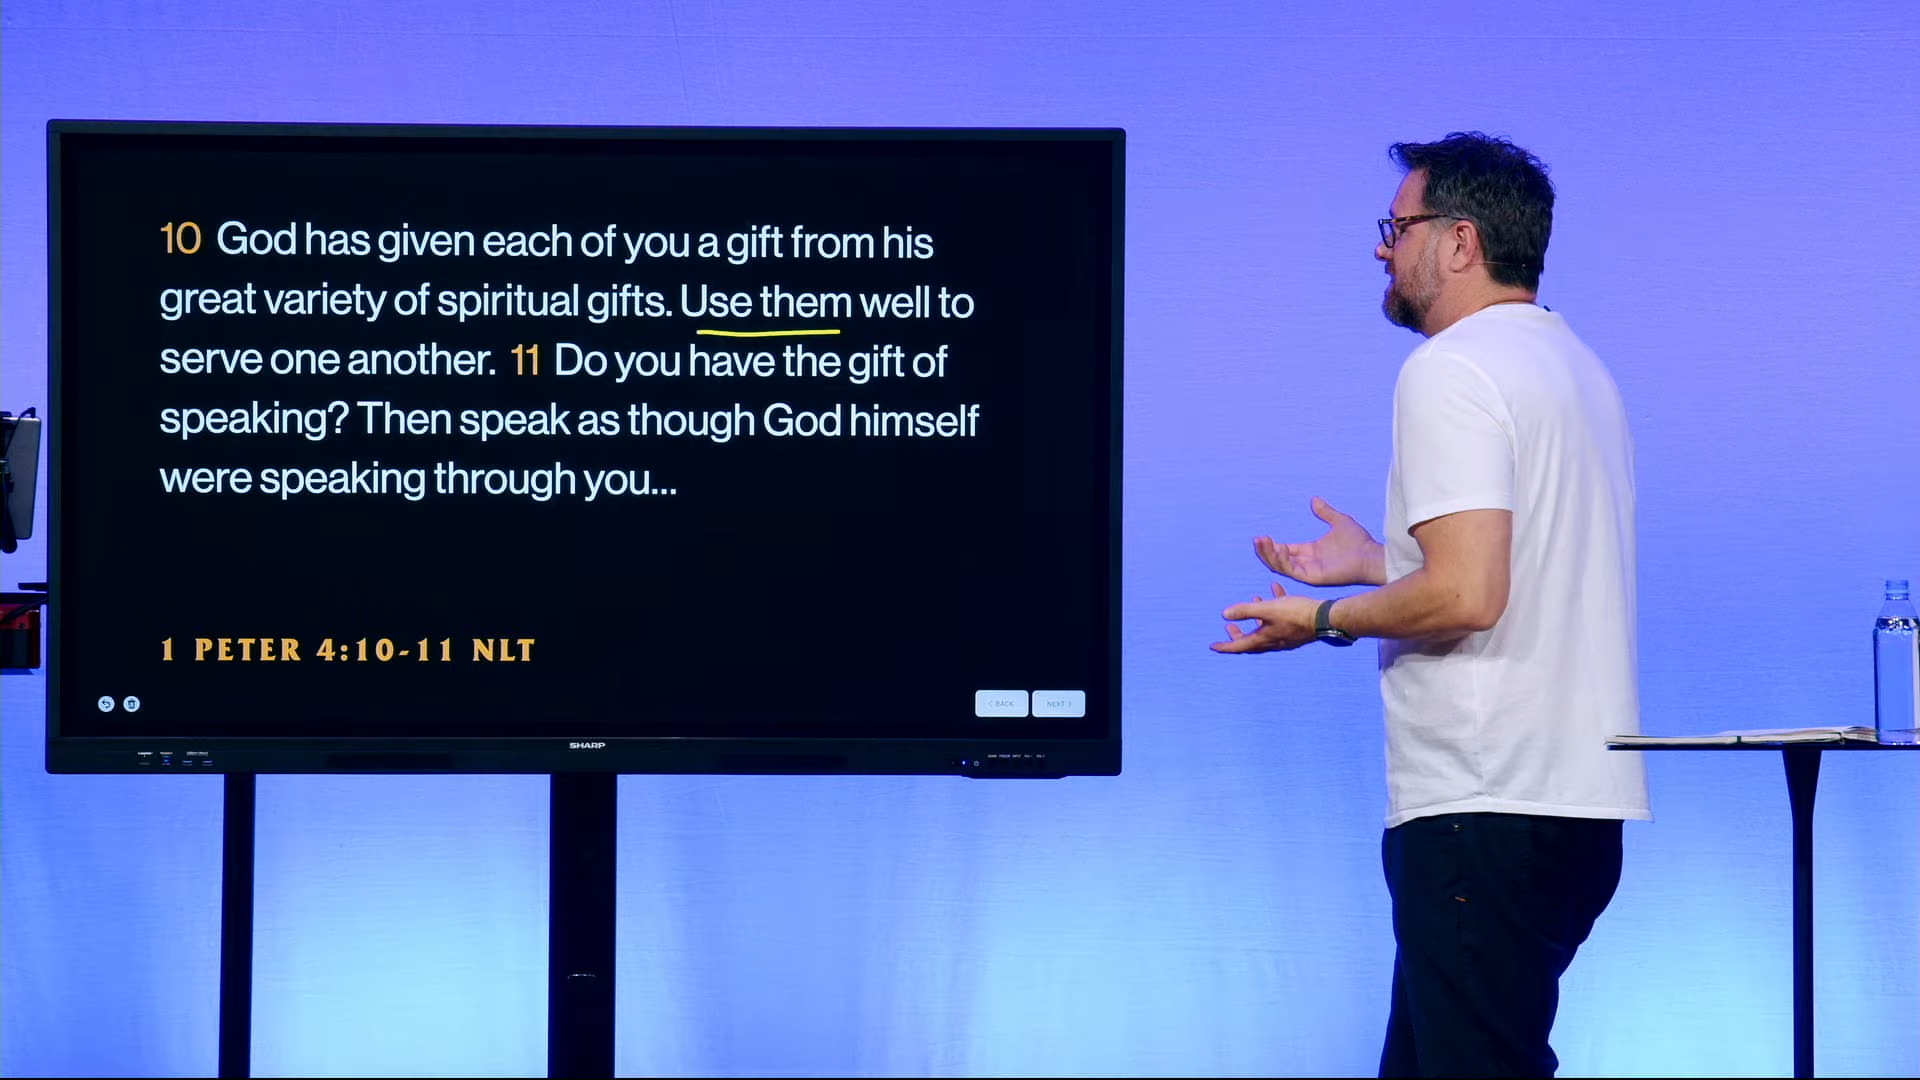 10 God has given each of you a gift from his
great variety of spiritual gifts. Use them well to
serve one another. 11 Do you have the gift of
speaking? Then speak as though God himself
were speaking through you...
1 PETER 4:10-11 NLT
< BACK
NEXT >
SHARP